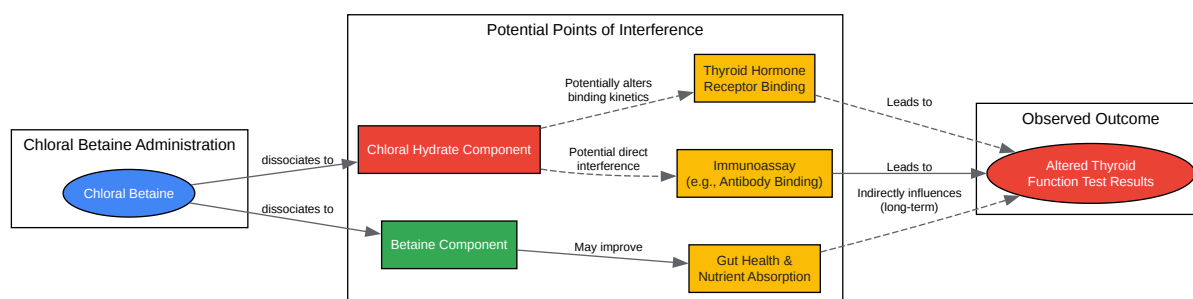 Potential Points of Interference
Thyroid Hormone
Receptor Binding
Potentially alters
binding kinetics
Leads to
Chloral Betaine Administration
Chloral Betaine
dissociates to
Chloral Hydrate Component
Potential direct
interference
Immunoassay
(e.g., Antibody Binding)
Leads to
Observed Outcome
Altered Thyroid
Function Test Results
Indirectly influences
(long-term)
dissociates to
Betaine Component
May improve
Gut Health &
Nutrient Absorption